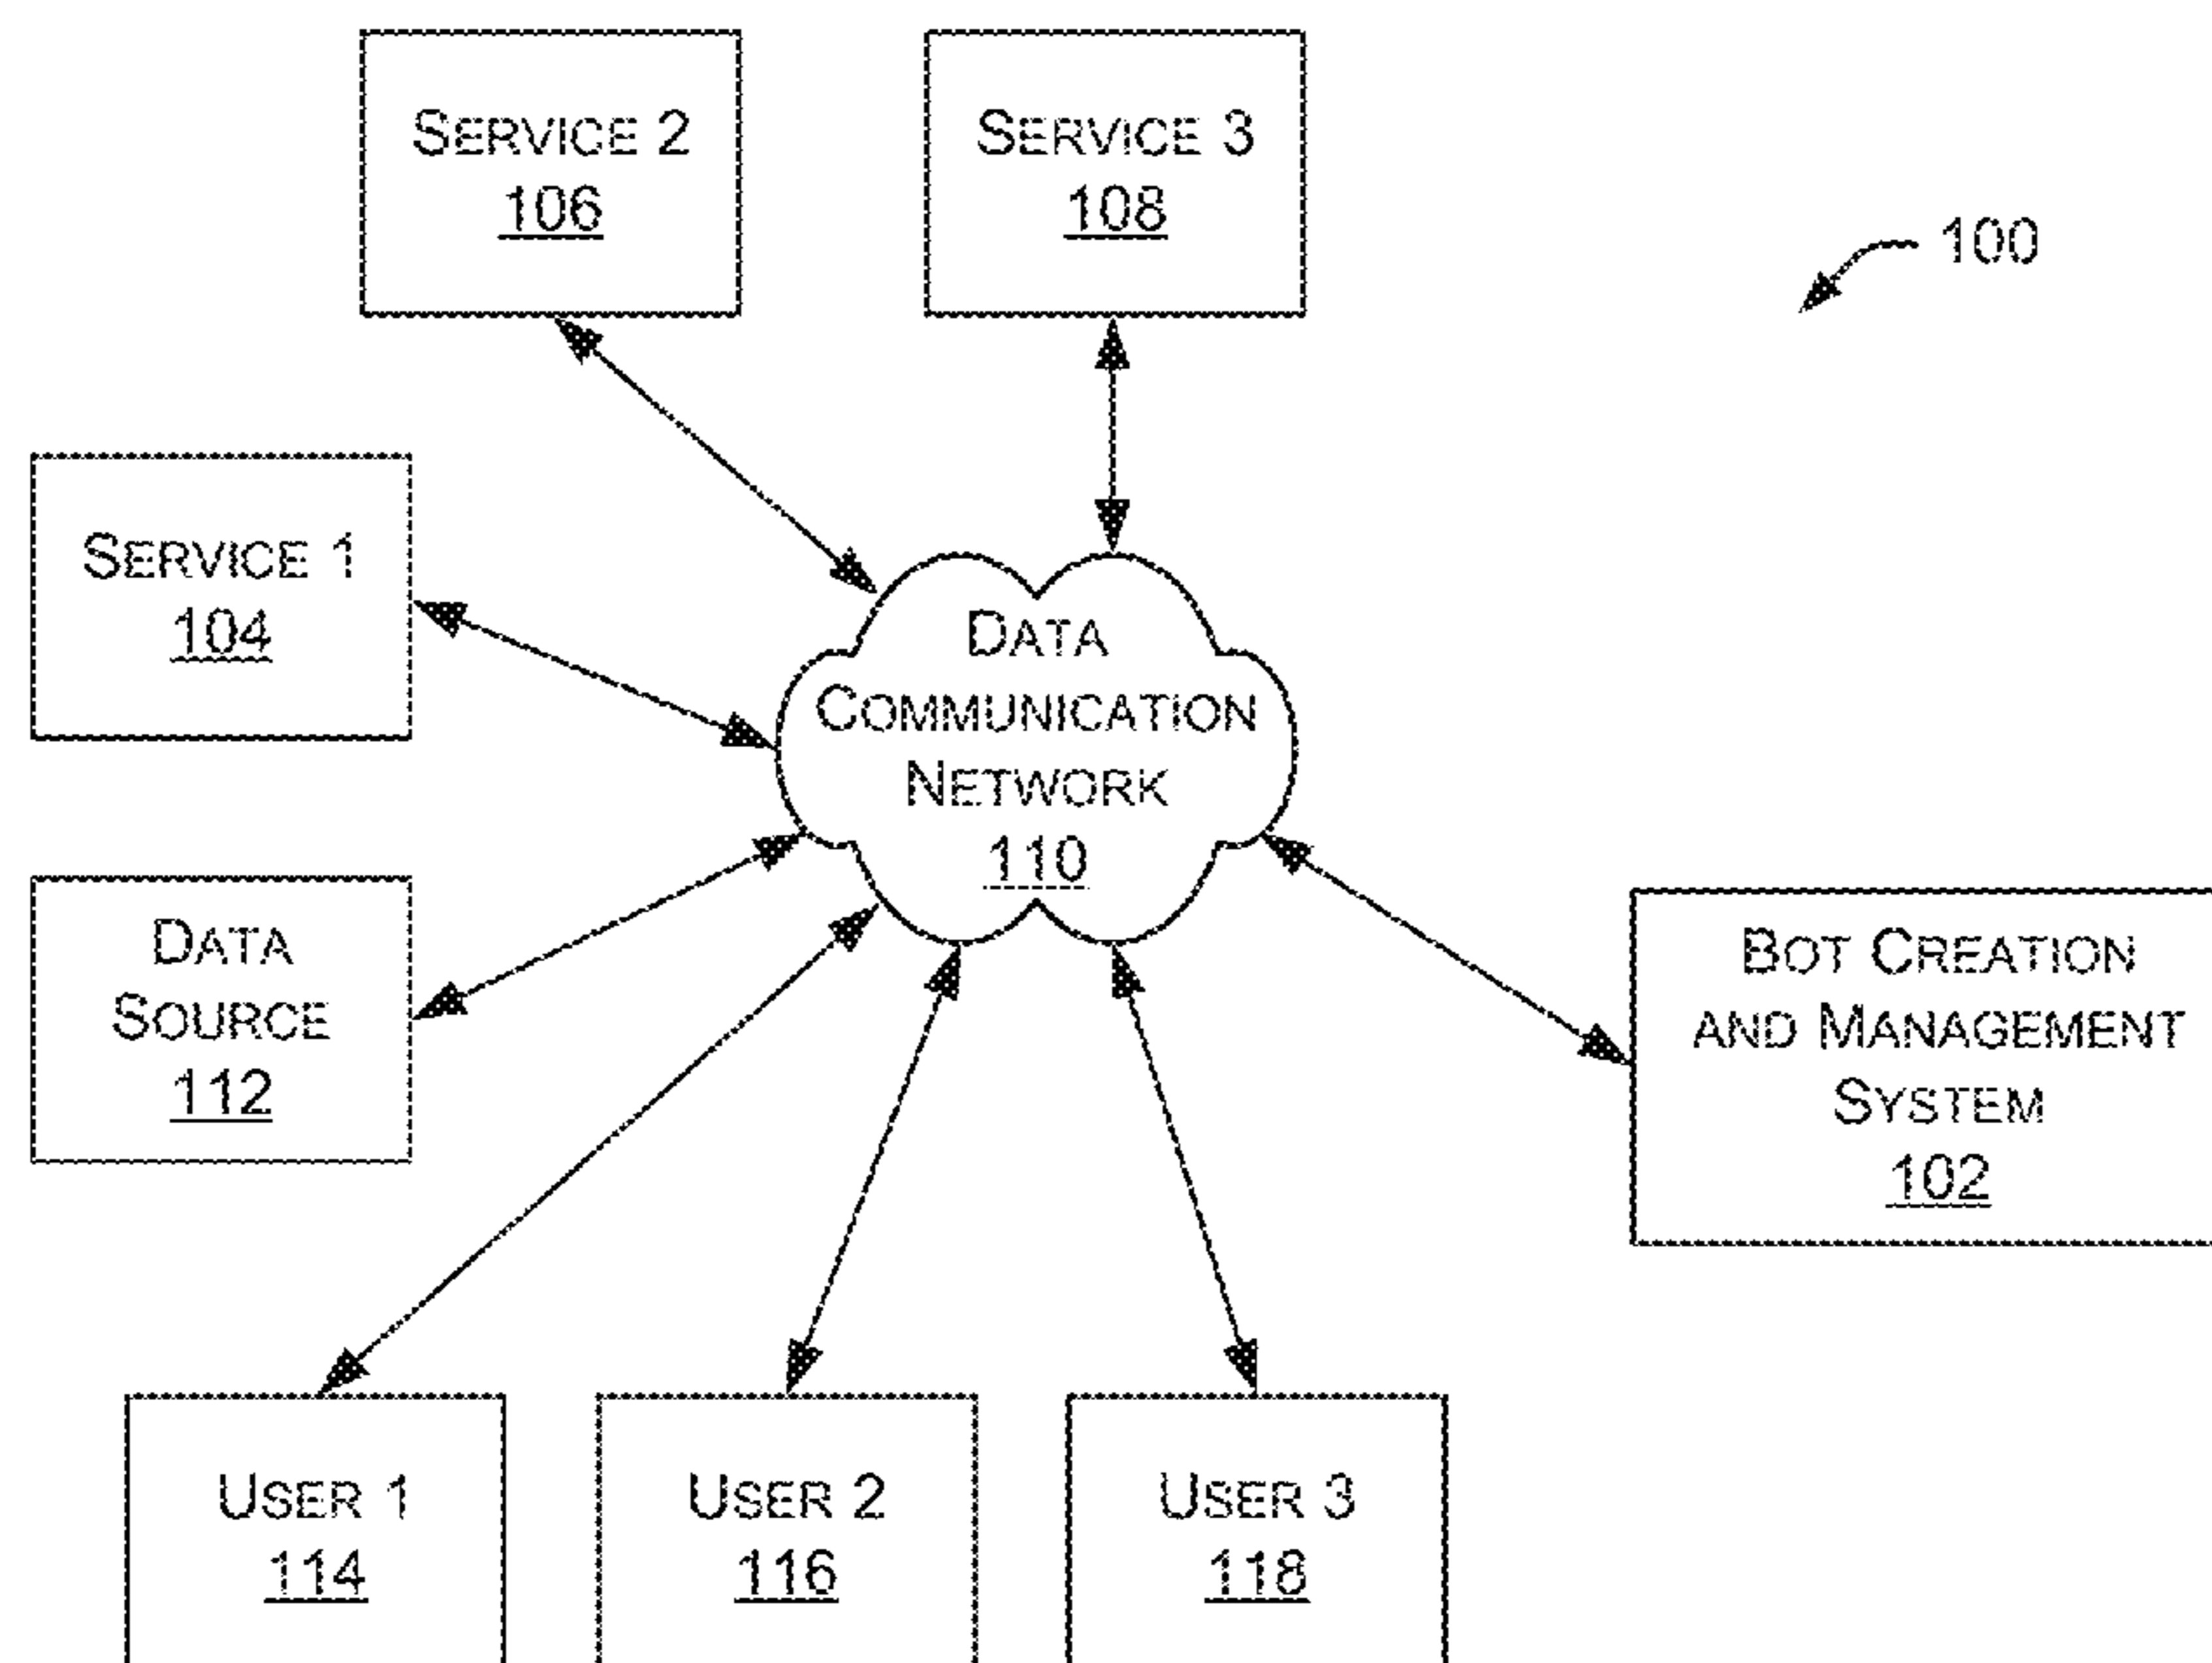 SERVICE 2
106
SERVICE 3
108
100
SERVICE 1
104
DATA
COMMUNICATION
NETWORK
110
DATA
SOURCE
112
BOT CREATION
AND MANAGEMENT
SYSTEM
102
USER 1
114
USER 2
116
USER 3
118